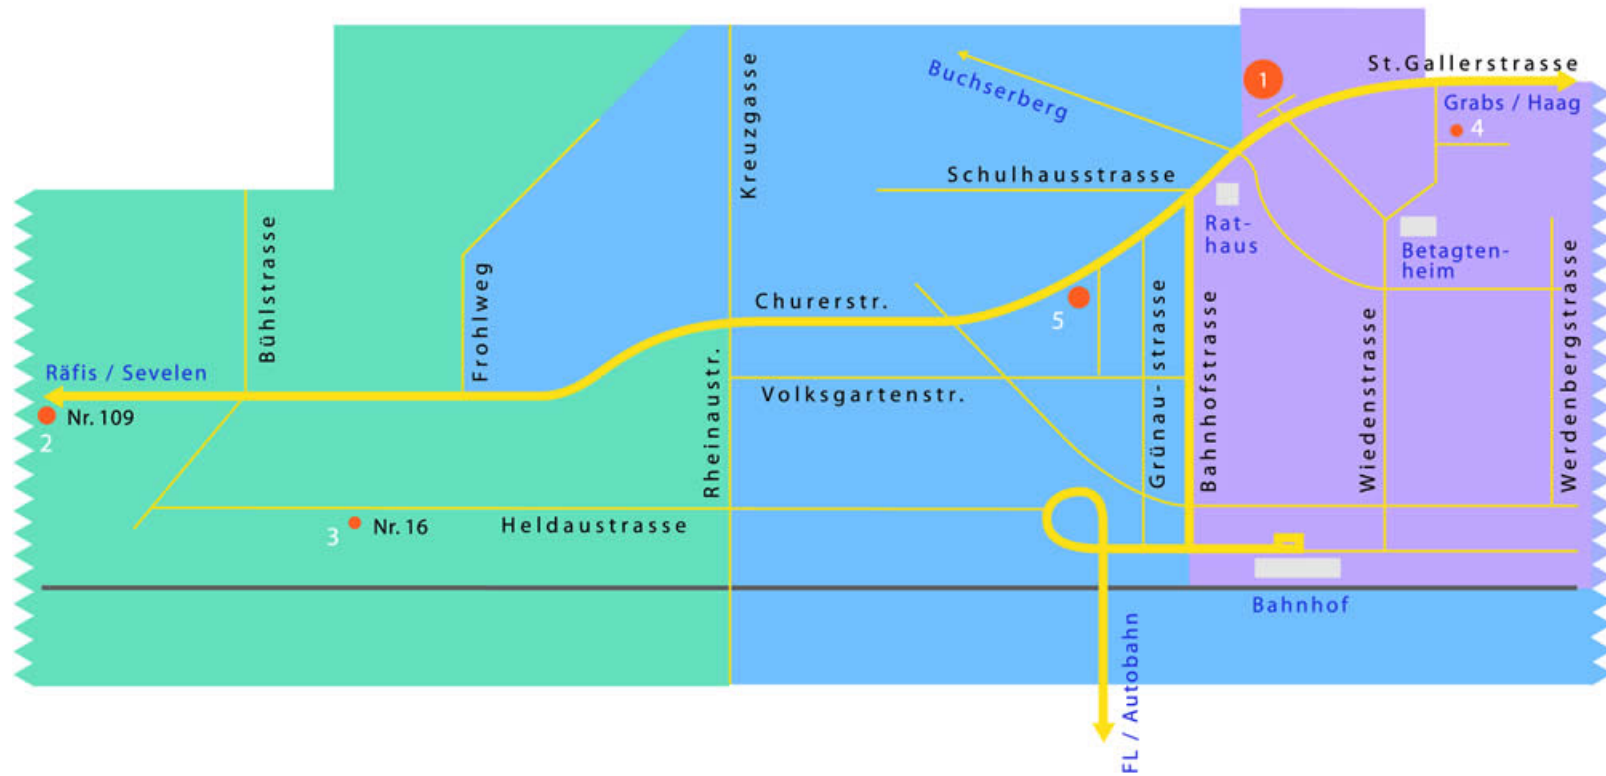 St.Gallerstrasse
Grabs / Haag
1
4
Buchserberg
Kreuzgasse
Schulhausstrasse
Rat-
haus
Betagten-
heim
Bühlstrasse
Frohlweg
Churerstr.
5
Grünau- strasse
Bahnhofstrasse
Wiedenstrasse
Werdenbergstrasse
Räfis / Sevelen
Nr. 109
2
Rheinaustr.
Volksgartenstr.
3
Nr. 16
Heldaustrasse
Bahnhof
FL / Autobahn